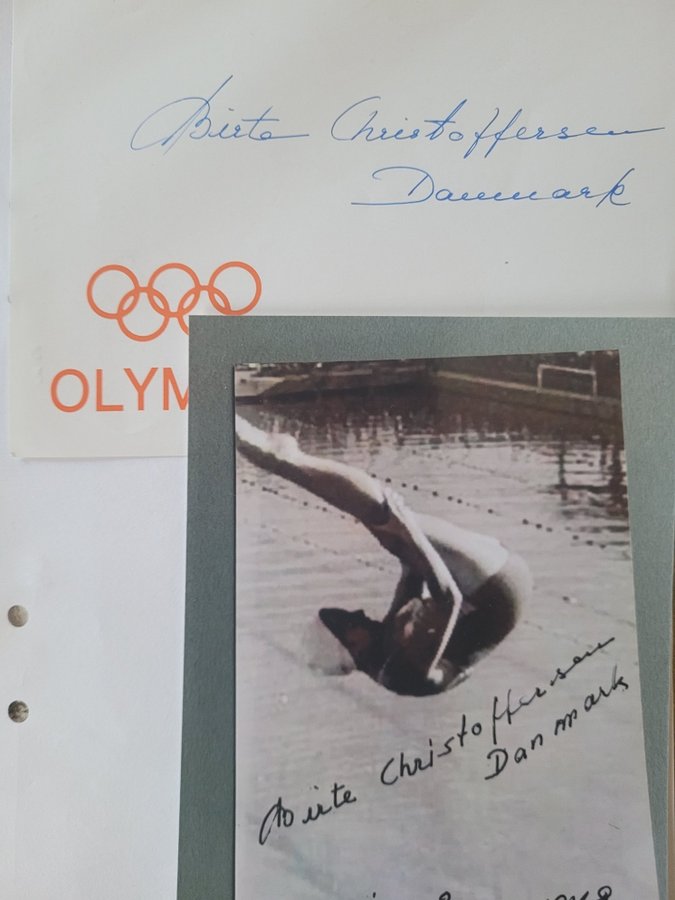 Birte Christoffersen
Danmark
OLYM
Birte Christoffersen
Danmark